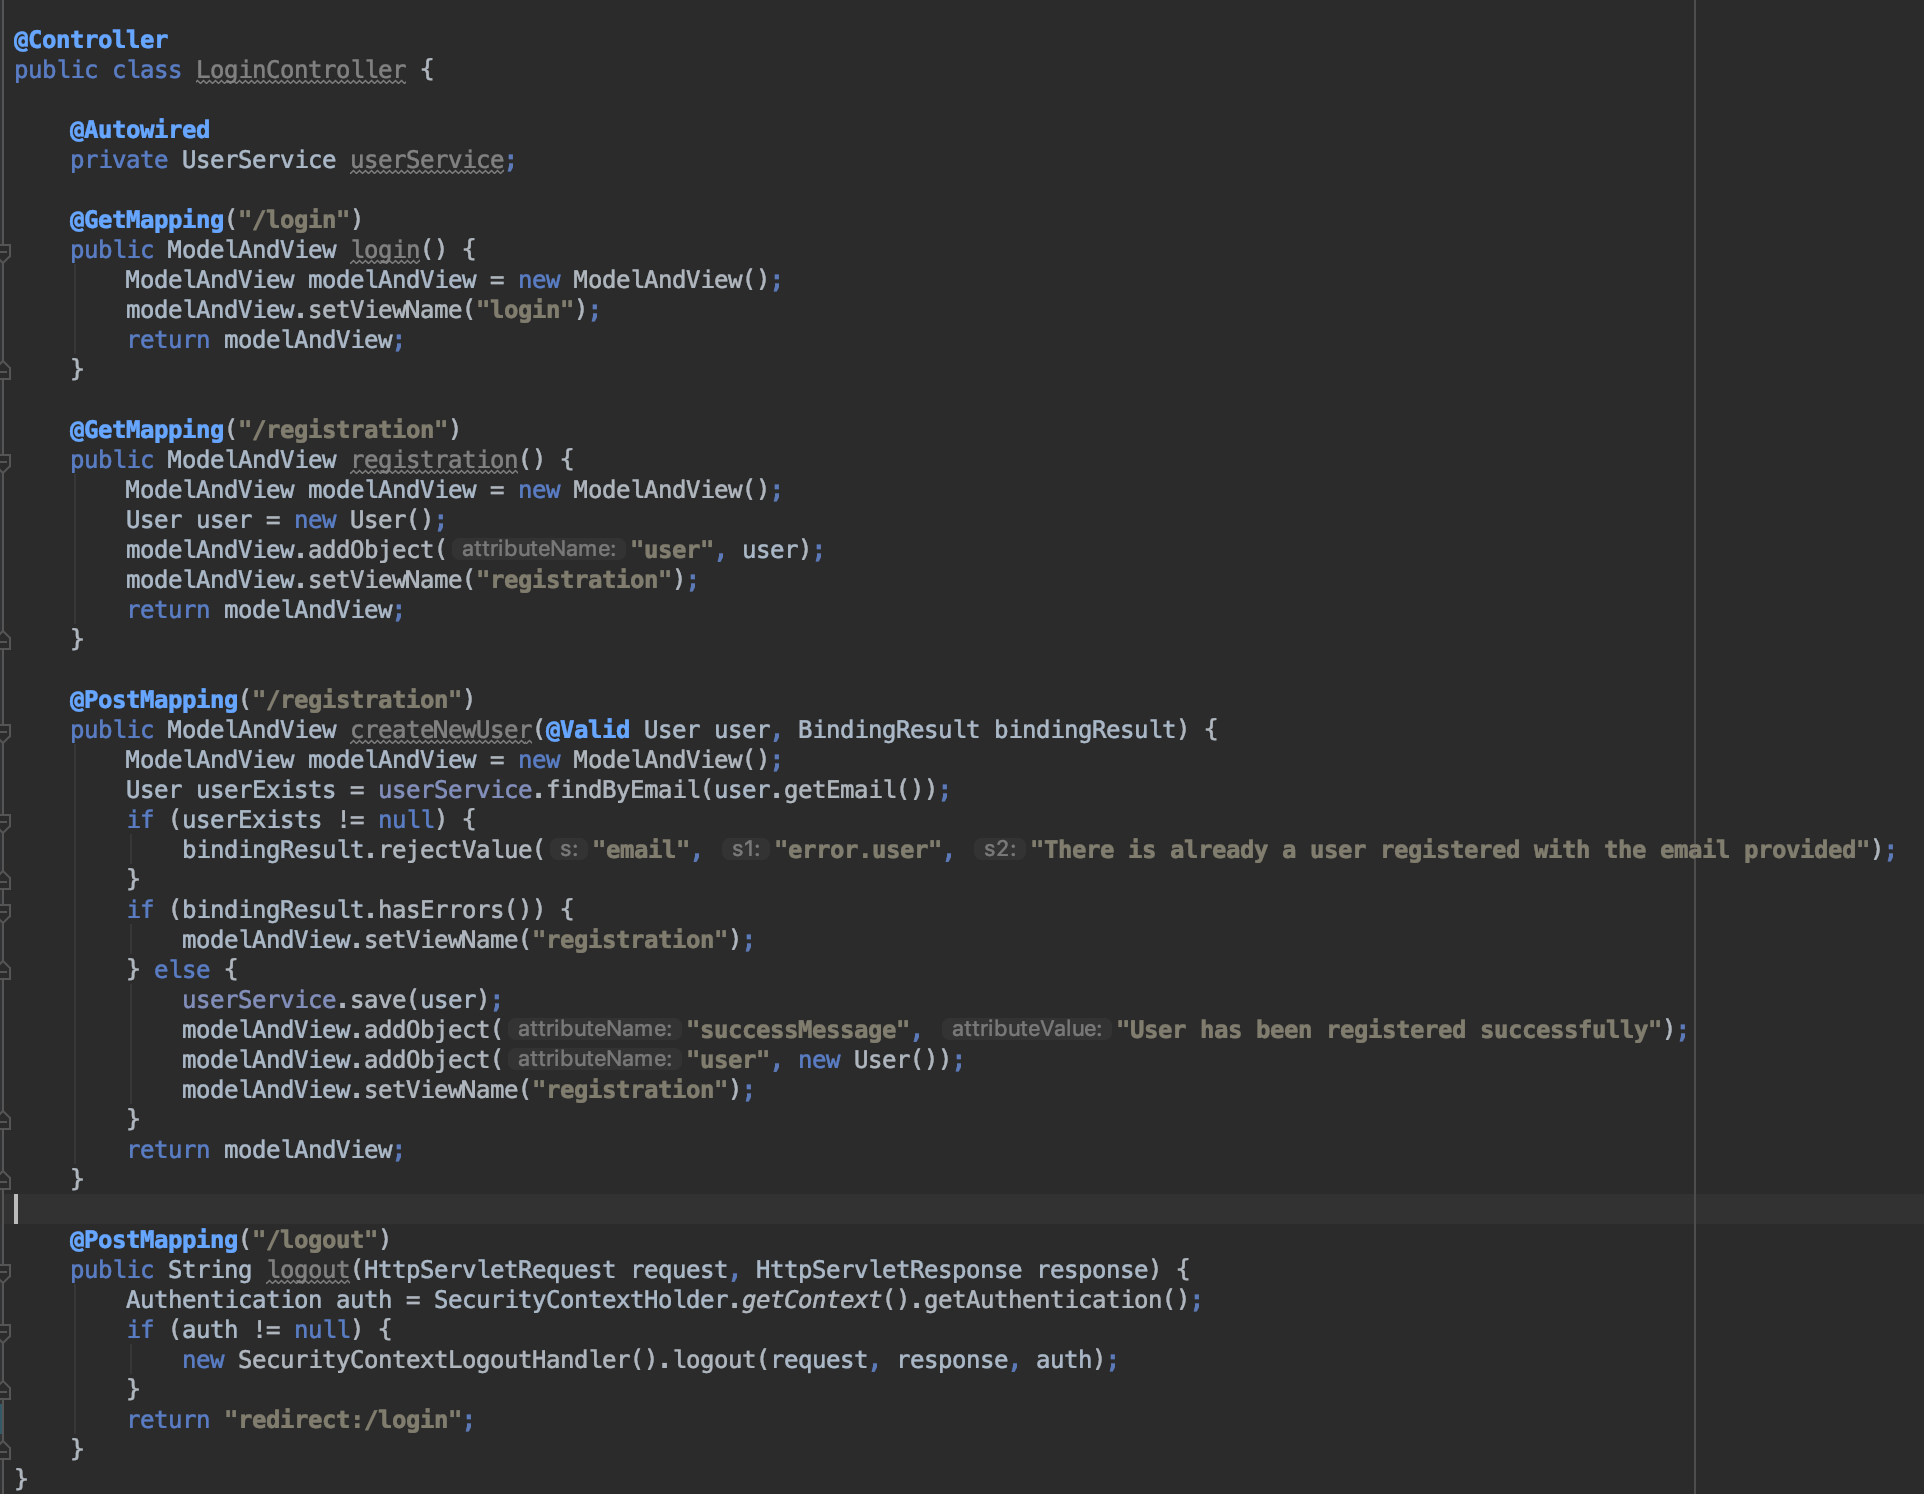 @Controller
public class LoginController {
@Autowired
private UserService userService;
@GetMapping("/login")
public ModelAndView login() {
ModelAndView modelAndView = new ModelAndView();
modelAndView.setViewName("login");
return modelAndView;
}
@GetMapping("/registration")
public ModelAndView registration() {
ModelAndView modelAndView = new ModelAndView();
User user = new User();
modelAndView.addObject( attributeName: "user", user);
modelAndView.setViewName("registration");
return modelAndView;
}
@PostMapping("/registration")
public ModelAndView createNewUser(@Valid User user, BindingResult bindingResult) {
ModelAndView modelAndView = new ModelAndView();
User userExists = userService.findByEmail(user.getEmail());
if (userExists != null) {
bindingResult.rejectValue( s: "email", s1: "error.user", s2: "There is already a user registered with the email provided");
}
if (bindingResult.hasErrors()) {
modelAndView.setViewName("registration");
} else {
userService.save(user);
modelAndView.addObject( attributeName: "successMessage", attributeValue: "User has been registered successfully");
modelAndView.addObject( attributeName: "user", new User());
modelAndView.setViewName("registration");
}
return modelAndView;
}
@PostMapping("/logout")
public String logout(HttpServletRequest request, HttpServletResponse response) {
Authentication auth = SecurityContextHolder.getContext().getAuthentication();
if (auth != null) {
new SecurityContextLogoutHandler().logout(request, response, auth);
}
return "redirect:/login";
}
}